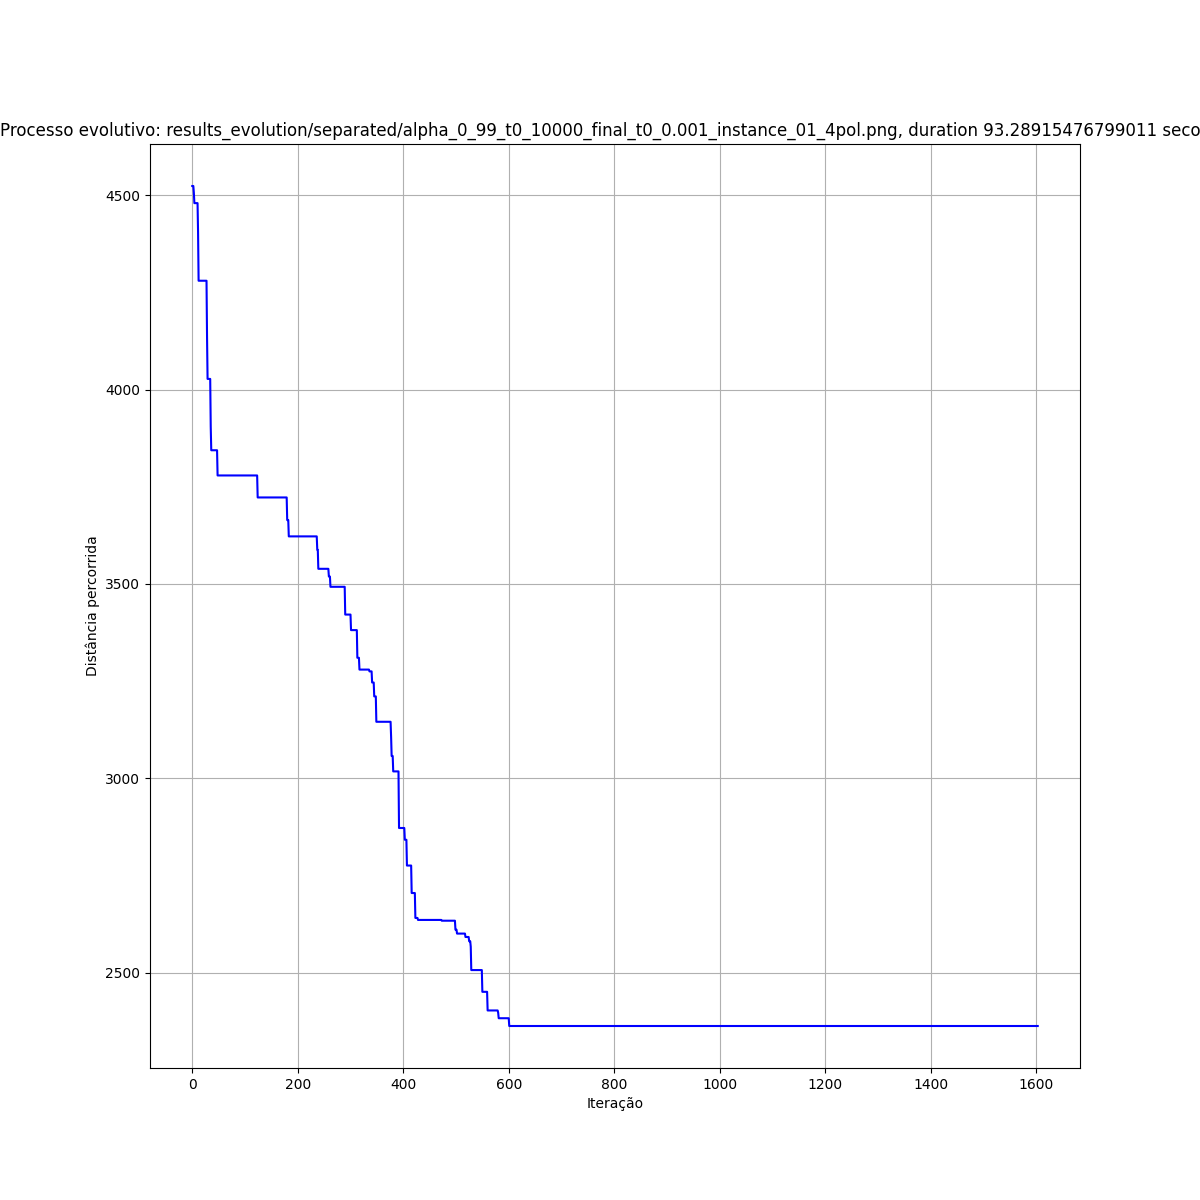 Processo evolutivo: results_evolution/separated/alpha_0_99_t0_10000_final_t0_0.001_instance_01_4pol.png, duration 93.28915476799011 seco
4500
4000
3500
3000
2500
Distância percorrida
0 200 400 600 800 1000 1200 1400 1600
Iteração